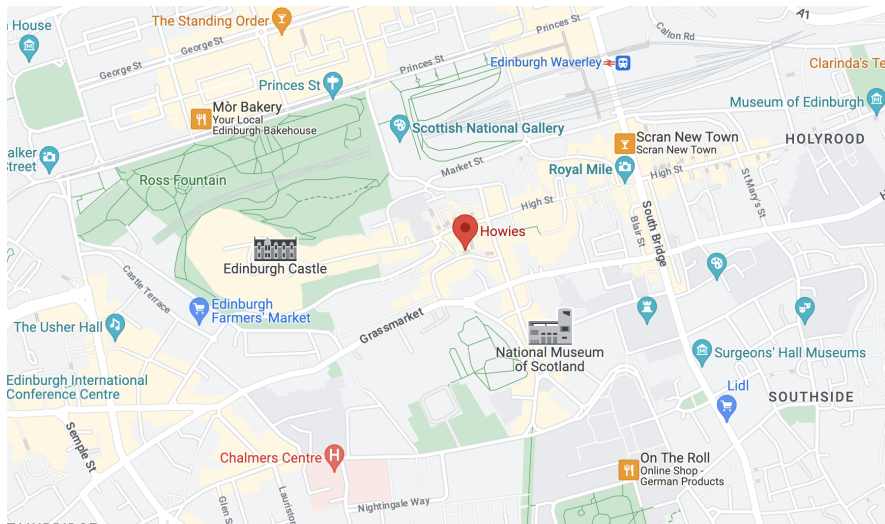 House
The Standing Order
George St
George St
Princes St
Calton Rd
A1
Princes St
Edinburgh Waverley
Clarinda's Te
Princes St
Mòr Bakery
Your Local
Edinburgh Bakehouse
Museum of Edinburgh
Scottish National Gallery
Scran New Town
Scran New Town
HOLYROOD
alker
Street
Market St
Royal Mile
High St
St Mary's St
Ross Fountain
High St
South Bridge
Blair St
Howies
Edinburgh Castle
Castle Terrace
Edinburgh
Farmers' Market
The Usher Hall
Grassmarket
National Museum
of Scotland
Surgeons' Hall Museums
Edinburgh International
Conference Centre
Lidl
SOUTHSIDE
Semple St
Chalmers Centre
H
On The Roll
Online Shop -
German Products
Glen S
Lauriston
Nightingale Way